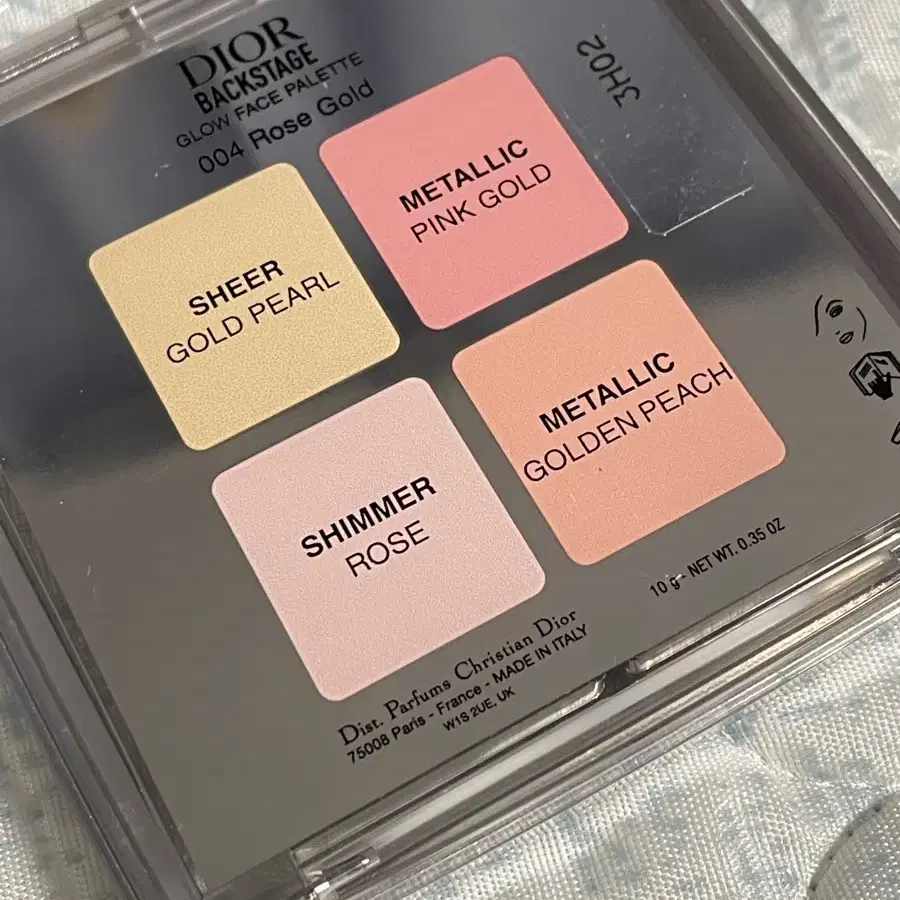 DIOR
BACKSTAGE
GLOW FACE PALETTE
004 Rose Gold
3H02
METALLIC
PINK GOLD
SHEER
GOLD PEARL
METALLIC
GOLDEN PEACH
SHIMMER
ROSE
10 g - NET WT. 0.35 OZ
Dist. Parfums Christian Dior
75008 Paris - France - MADE IN ITALY
W1S 2UE, UK